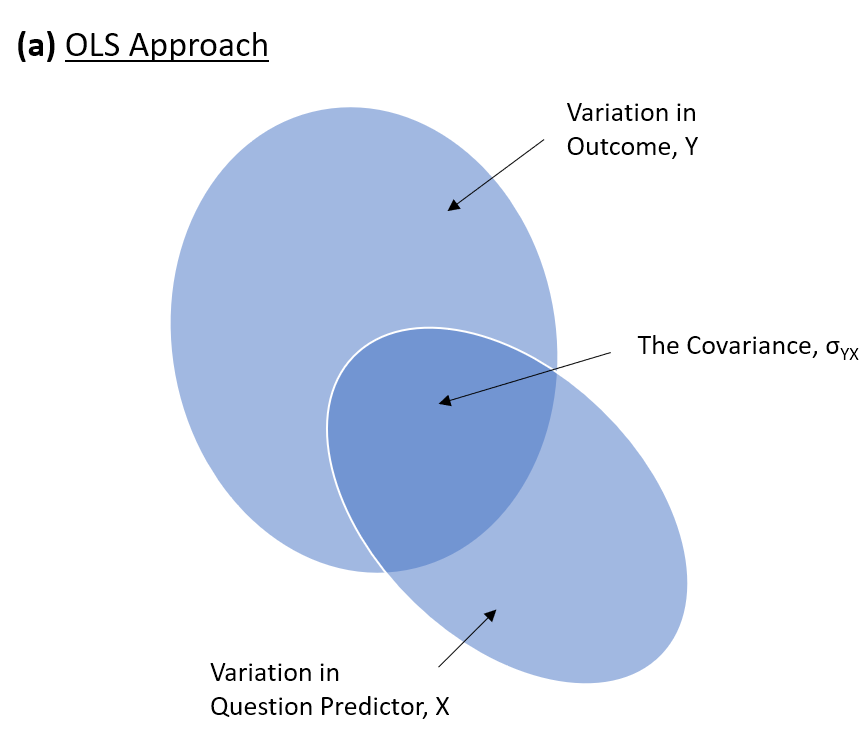 (a) OLS Approach
Variation in
Outcome, Y
The Covariance, σYX
Variation in
Question Predictor, X